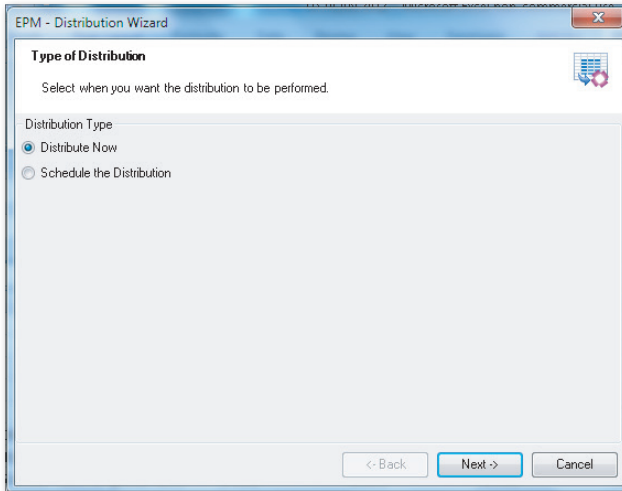 EPM - Distribution Wizard
Type of Distribution
Select when you want the distribution to be performed.
Distribution Type
Distribute Now
Schedule the Distribution
<- Back
Next ->
Cancel